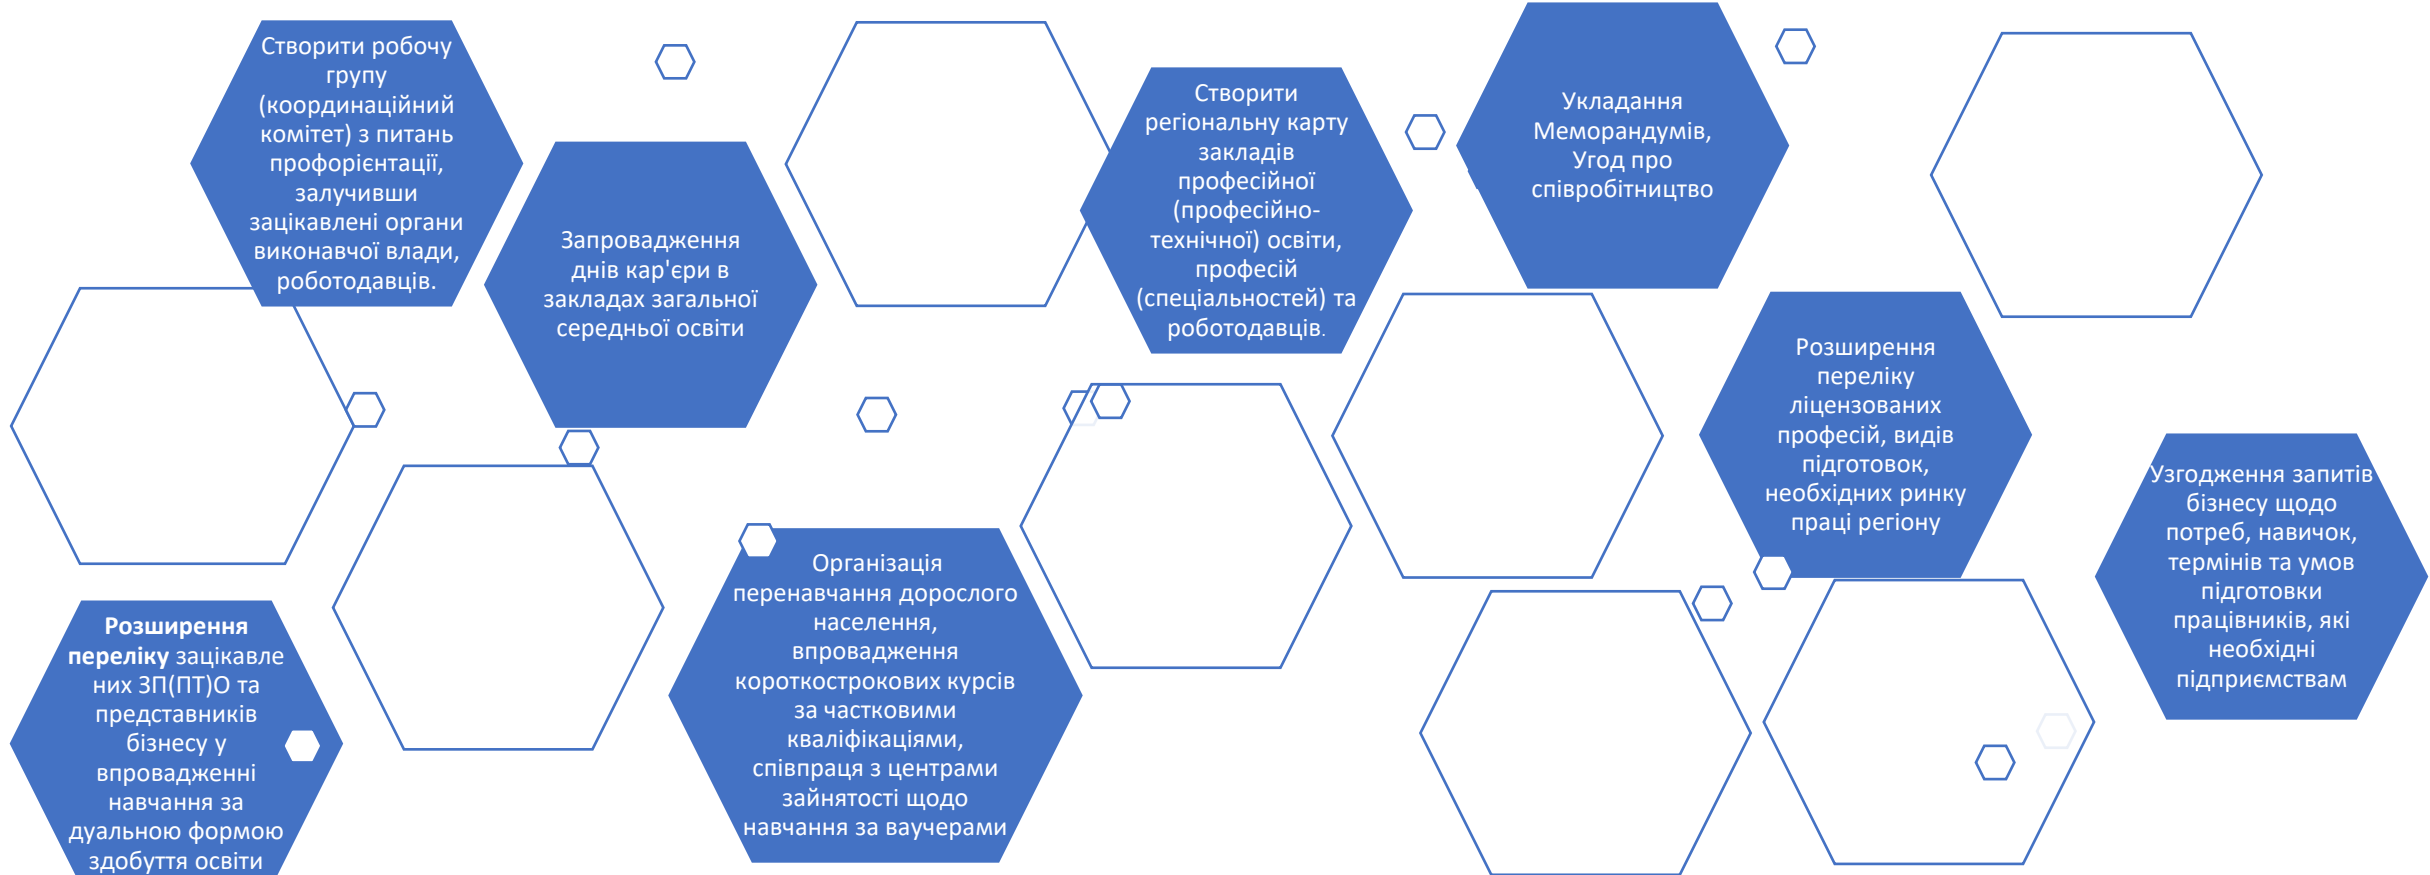 Створити робочу
групу
(координаційний
комітет) з питань
профорієнтації,
залучивши
зацікавлені органи
виконавчої влади,
роботодавців.
Запровадження
днів кар'єри в
закладах загальної
середньої освіти
Створити
регіональну карту
закладів
професійної
(професійно-
технічної) освіти,
професій
(спеціальностей) та
роботодавців.
Укладання
Меморандумів,
Угод про
співробітництво
Розширення
переліку
ліцензованих
професій, видів
підготовок,
необхідних ринку
праці регіону
Узгодження запитів
бізнесу щодо
потреб, навичок,
термінів та умов
підготовки
працівників, які
необхідні
підприємствам
Розширення
переліку зацікавле
них ЗП(ПТ)О та
представників
бізнесу у
впровадженні
навчання за
дуальною формою
здобуття освіти
Організація
перенавчання дорослого
населення,
впровадження
короткострокових курсів
за частковими
кваліфікаціями,
співпраця з центрами
зайнятості щодо
навчання за ваучерами